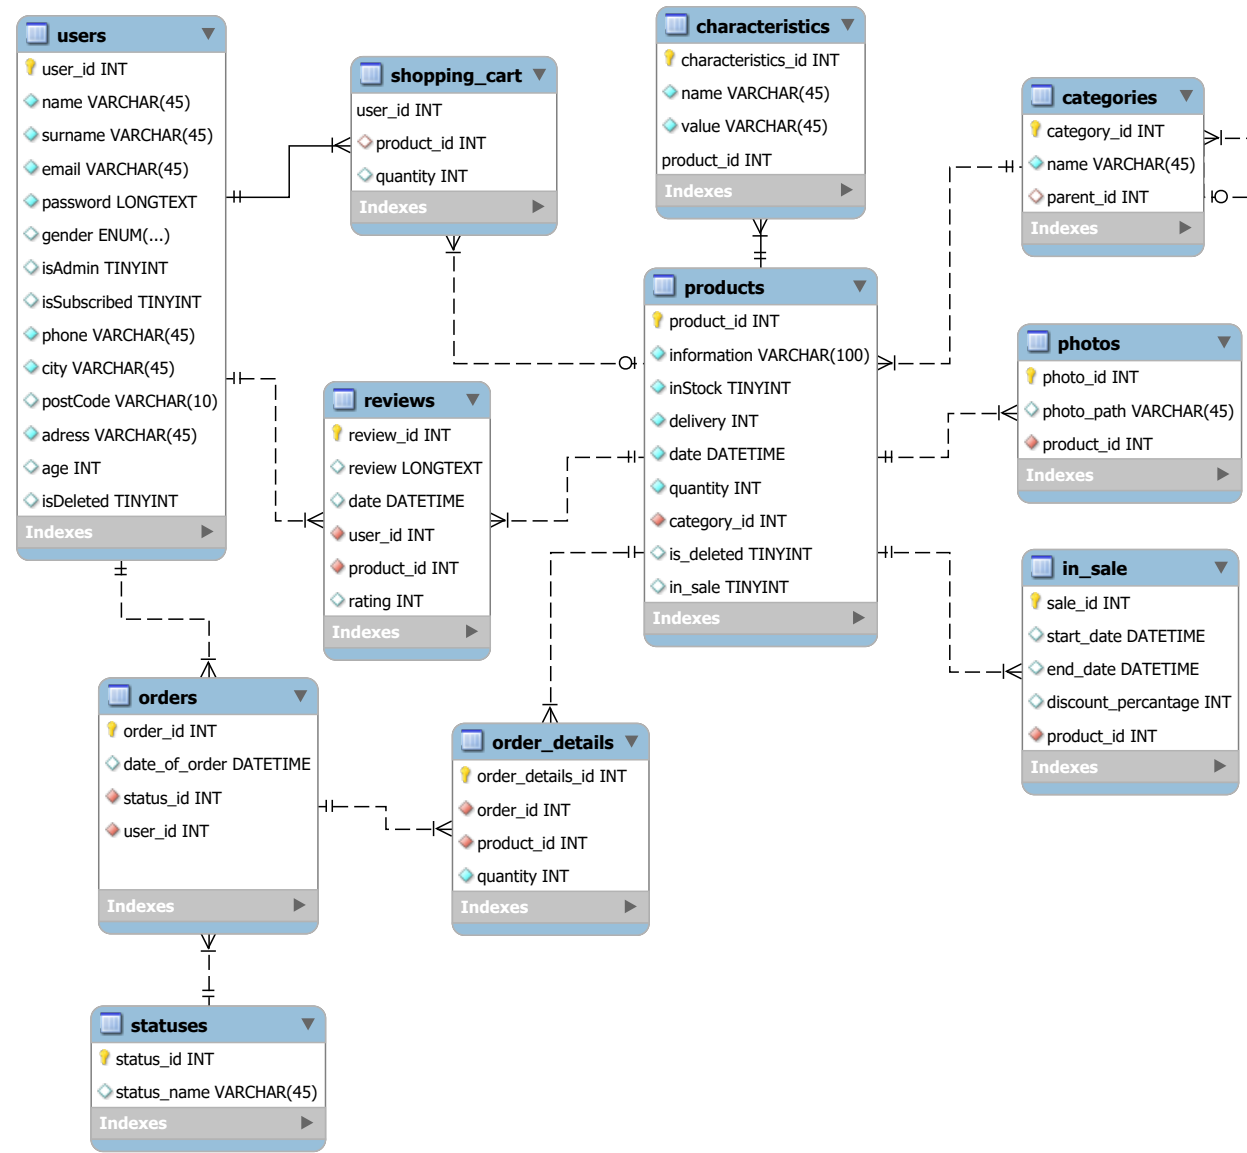 users
user_id INT
name VARCHAR(45)
surname VARCHAR(45)
email VARCHAR(45)
password LONGTEXT
gender ENUM(...)
isAdmin TINYINT
isSubscribed TINYINT
phone VARCHAR(45)
city VARCHAR(45)
postCode VARCHAR(10)
adress VARCHAR(45)
age INT
isDeleted TINYINT
Indexes
shopping_cart
user_id INT
product_id INT
quantity INT
Indexes
characteristics
characteristics_id INT
name VARCHAR(45)
value VARCHAR(45)
product_id INT
Indexes
categories
category_id INT
name VARCHAR(45)
parent_id INT
Indexes
products
product_id INT
information VARCHAR(100)
inStock TINYINT
delivery INT
date DATETIME
quantity INT
category_id INT
is_deleted TINYINT
in_sale TINYINT
Indexes
photos
photo_id INT
photo_path VARCHAR(45)
product_id INT
Indexes
reviews
review_id INT
review LONGTEXT
date DATETIME
user_id INT
product_id INT
rating INT
Indexes
in_sale
sale_id INT
start_date DATETIME
end_date DATETIME
discount_percantage INT
product_id INT
Indexes
orders
order_id INT
date_of_order DATETIME
status_id INT
user_id INT
Indexes
order_details
order_details_id INT
order_id INT
product_id INT
quantity INT
Indexes
statuses
status_id INT
status_name VARCHAR(45)
Indexes